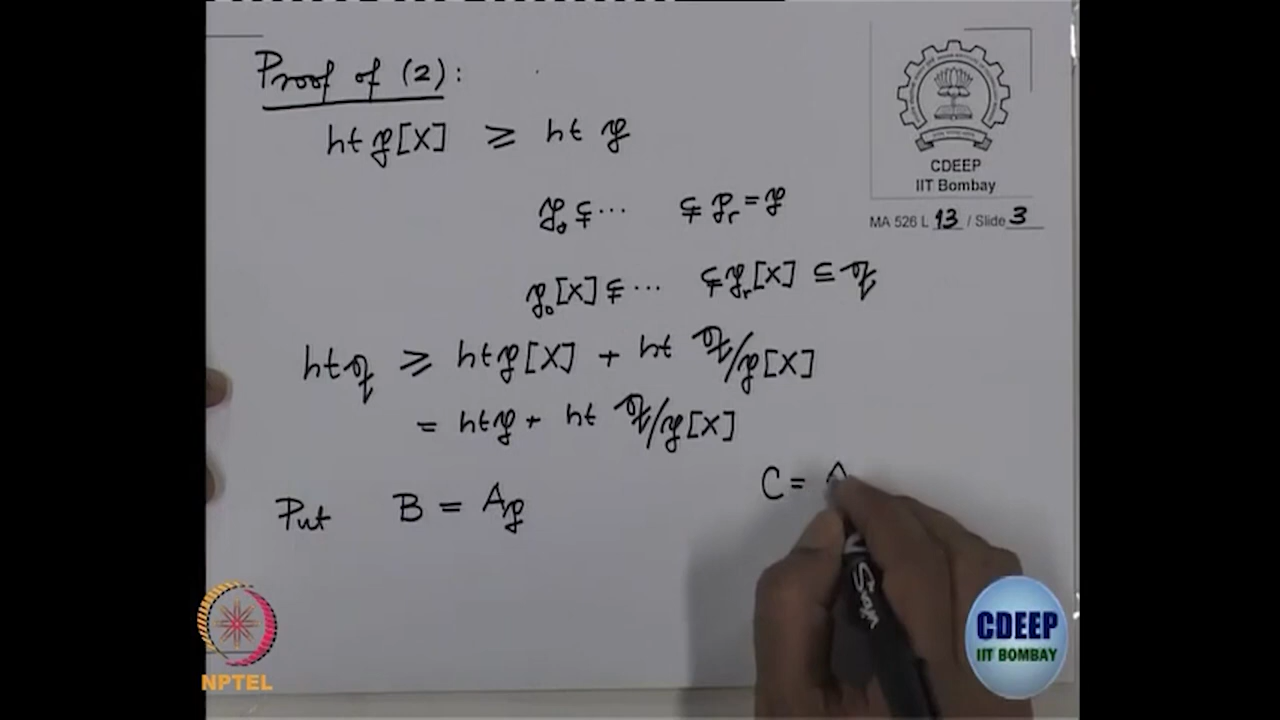 Proof of (2):
ht 𝔭[X] ≥ ht 𝔭
𝔭₀ ⊊ ··· ⊊ 𝔭ᵣ = 𝔭
𝔭₀[X] ⊊ ··· ⊊ 𝔭ᵣ[X] ⊆ 𝔮
ht 𝔮 ≥ ht 𝔭[X] + ht 𝔮/𝔭[X]
= ht 𝔭 + ht 𝔮/𝔭[X]
Put B = A𝔭 C = A
CDEEP
IIT Bombay
MA 526 L 13 / Slide 3
Sain
NPTEL
CDEEP
IIT BOMBAY